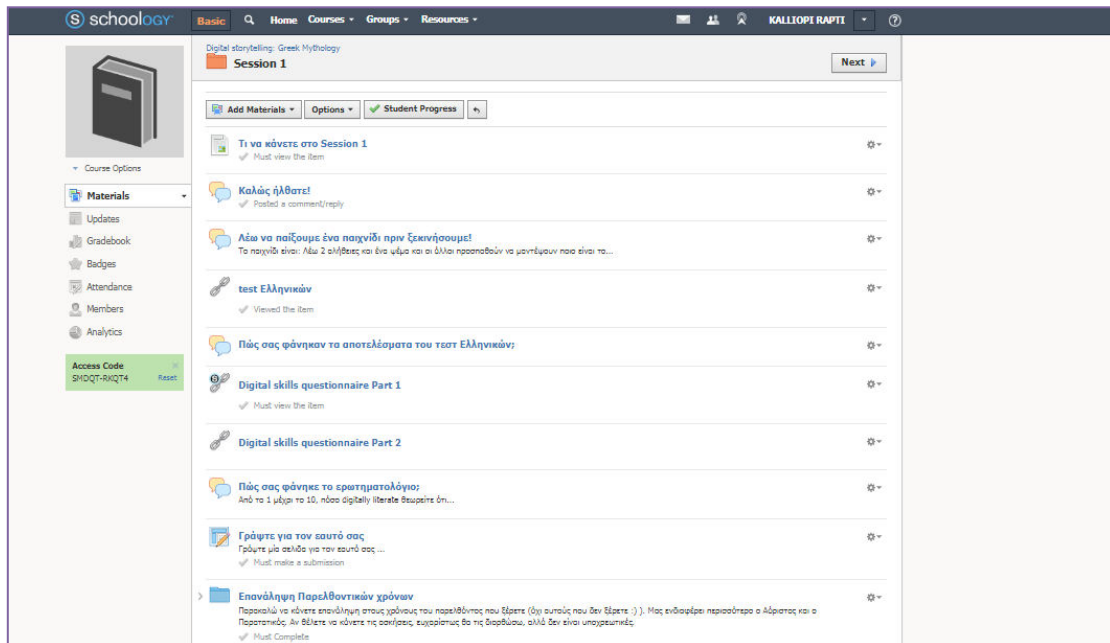 schoology Basic Home Courses Groups Resources KALLIOPI RAPTI
Digital storytelling: Greek Mythology
Session 1
Next
Add Materials Options Student Progress
Course Options
Materials
Updates
Gradebook
Badges
Attendance
Members
Analytics
Access Code
SMDQT-RKQT4 Reset
Τι να κάνετε στο Session 1
Must view the item
Καλώς ήλθατε!
Posted a comment/reply
Λέω να παίξουμε ένα παιχνίδι πριν ξεκινήσουμε!
Το παιχνίδι είναι: Λέω 2 αλήθειες και ένα ψέμα και οι άλλοι προσπαθούν να μαντέψουν ποιο είναι το...
test Ελληνικών
Viewed the item
Πώς σας φάνηκαν τα αποτελέσματα του τεστ Ελληνικών;
Digital skills questionnaire Part 1
Must view the item
Digital skills questionnaire Part 2
Πώς σας φάνηκε το ερωτηματολόγιο;
Από το 1 μέχρι το 10, πόσο digitally literate θεωρείτε ότι...
Γράψτε για τον εαυτό σας
Γράψτε μία σελίδα για τον εαυτό σας ...
Must make a submission
Επανάληψη Παρελθοντικών χρόνων
Παρακαλώ να κάνετε επανάληψη στους χρόνους του παρελθόντος που ξέρετε (όχι αυτούς που δεν ξέρετε :) ). Μας ενδιαφέρει περισσότερο ο Αόριστος και ο
Παρατατικός. Αν θέλετε να κάνετε τις ασκήσεις, ευχαρίστως θα τις διορθώσω, αλλά δεν είναι υποχρεωτικές.
Must Complete